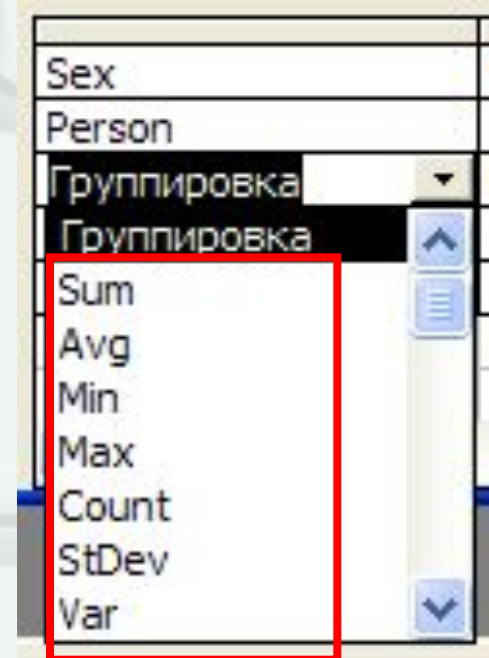 Sex
Person
Группировка
Группировка
Sum
Avg
Min
Max
Count
StDev
Var